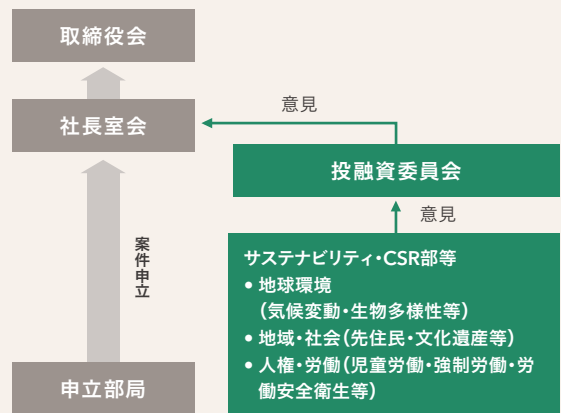 取締役会
社長室会
意見
投融資委員会
意見
案件申立
サステナビリティ・CSR部等
● 地球環境
（気候変動・生物多様性等）
● 地域・社会（先住民・文化遺産等）
● 人権・労働（児童労働・強制労働・労
働安全衛生等）
申立部局